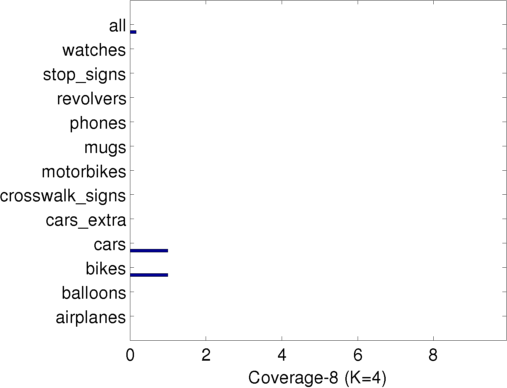 all
watches
stop_signs
revolvers
phones
mugs
motorbikes
crosswalk_signs
cars_extra
cars
bikes
balloons
airplanes
0 2 4 6 8
Coverage-8 (K=4)